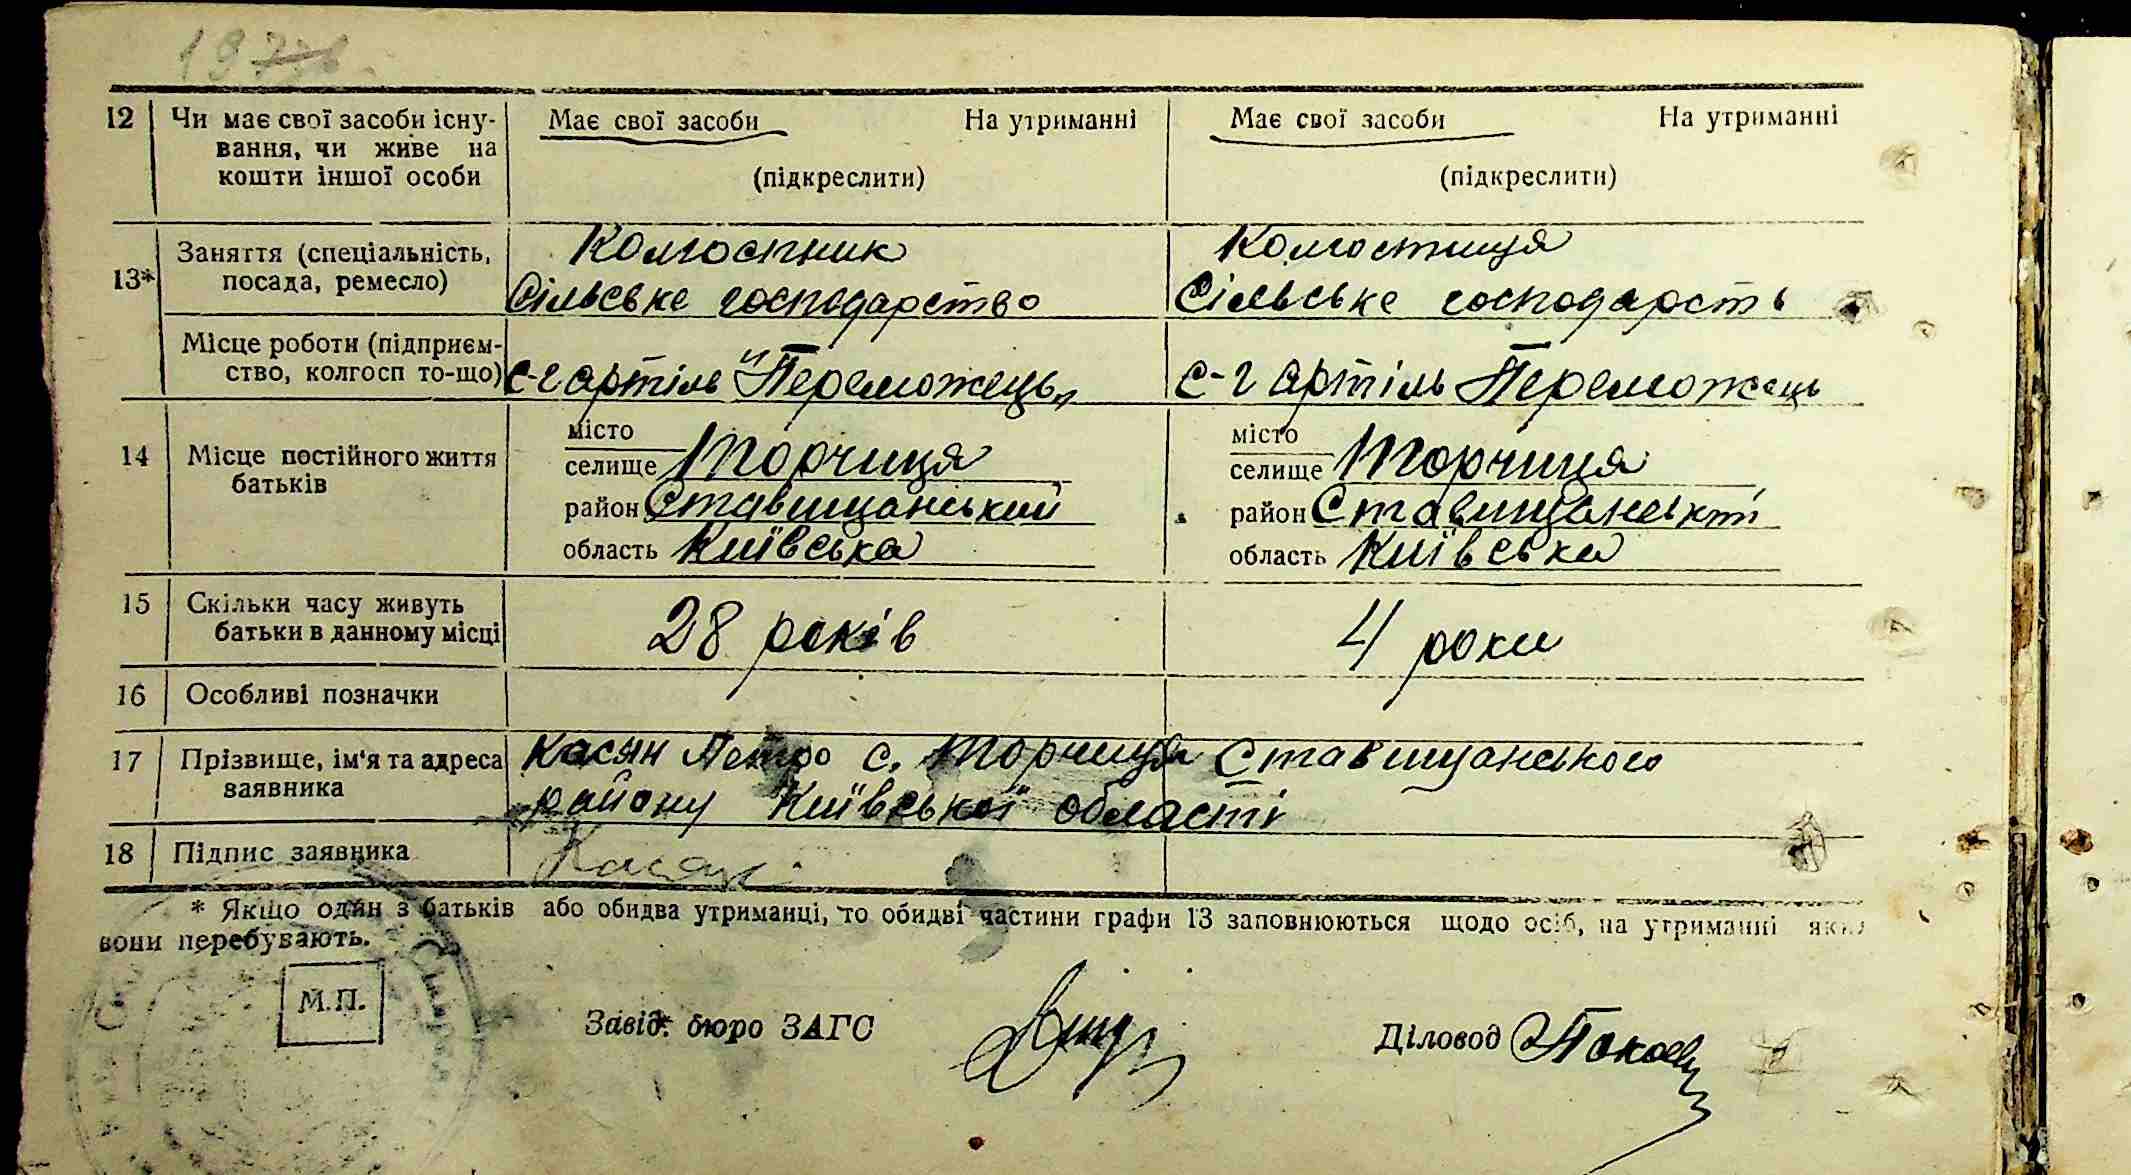 12 Чи має свої засоби існу- Має свої засоби На утриманні Має свої засоби На утриманні
вання, чи живе на
кошти іншої особи (підкреслити) (підкреслити)
Заняття (спеціальність, Колгоспник Колгоспниця
13* посада, ремесло) Сільське господарство Сільське господарсть
Місце роботи (підприєм-
ство, колгосп то-що) с-г артіль "Переможець" с-г артіль Переможець
місто місто
14 Місце постійного життя селище Торчиця селище Торчиця
батьків район Ставищанський район Ставищанський
область Київська область Київська
15 Скільки часу живуть 28 років 4 роки
батьки в данному місці
16 Особливі позначки
17 Прізвище, ім'я та адреса Касян Петро с. Торчиця Ставищанського
заявника району Київської області
18 Підпис заявника Касян
* Якщо один з батьків або обидва утриманці, то обидві частини графи 13 заповнюються щодо осіб, на утриманні яких
вони перебувають.
М.П.
Завід. бюро ЗАГС Діловод